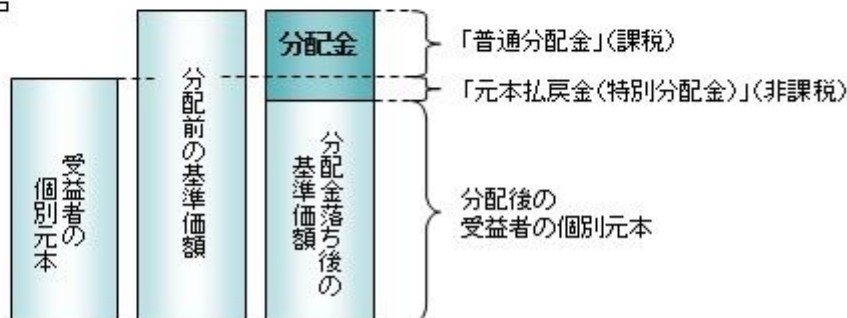 分配金
「普通分配金」(課税)
「元本払戻金(特別分配金)」(非課税)
受益者の
個別元本
分配前の基準価額
分配金落ち後の
基準価額
分配後の
受益者の個別元本